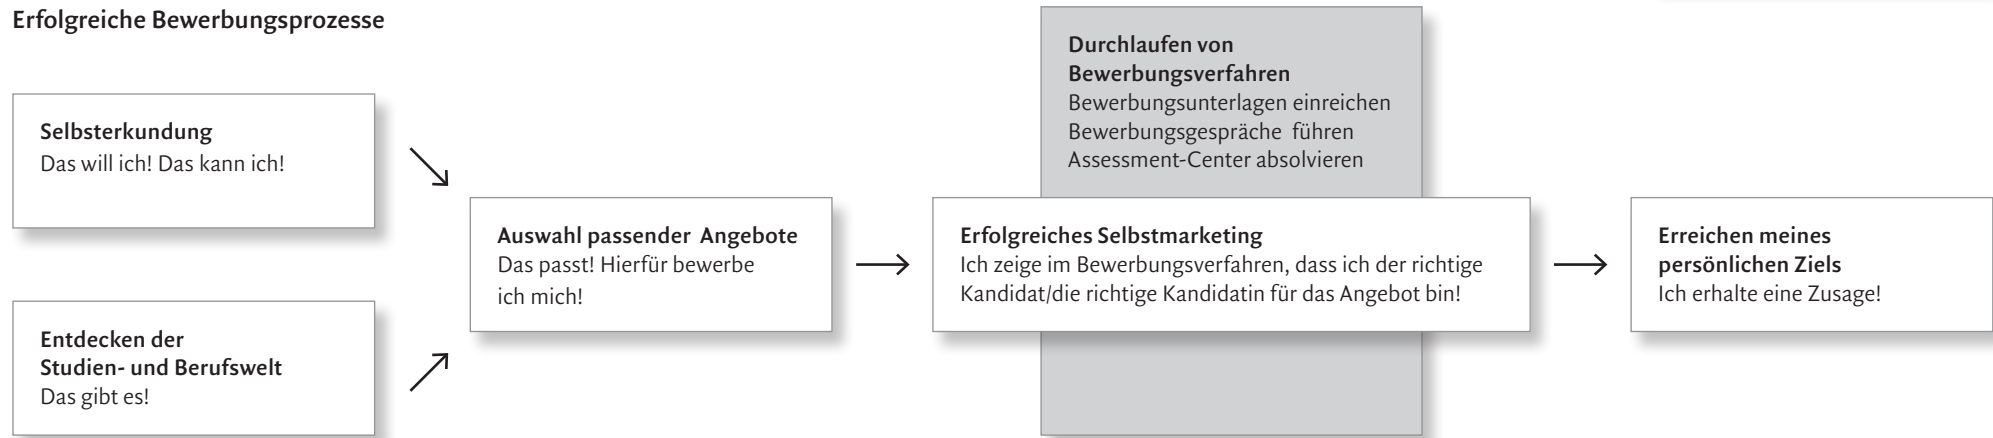 Erfolgreiche Bewerbungsprozesse
Selbsterkundung
Das will ich! Das kann ich!
Entdecken der
Studien- und Berufswelt
Das gibt es!
Auswahl passender Angebote
Das passt! Hierfür bewerbe
ich mich!
Durchlaufen von
Bewerbungsverfahren
Bewerbungsunterlagen einreichen
Bewerbungsgespräche führen
Assessment-Center absolvieren
Erfolgreiches Selbstmarketing
Ich zeige im Bewerbungsverfahren, dass ich der richtige
Kandidat/die richtige Kandidatin für das Angebot bin!
Erreichen meines
persönlichen Ziels
Ich erhalte eine Zusage!